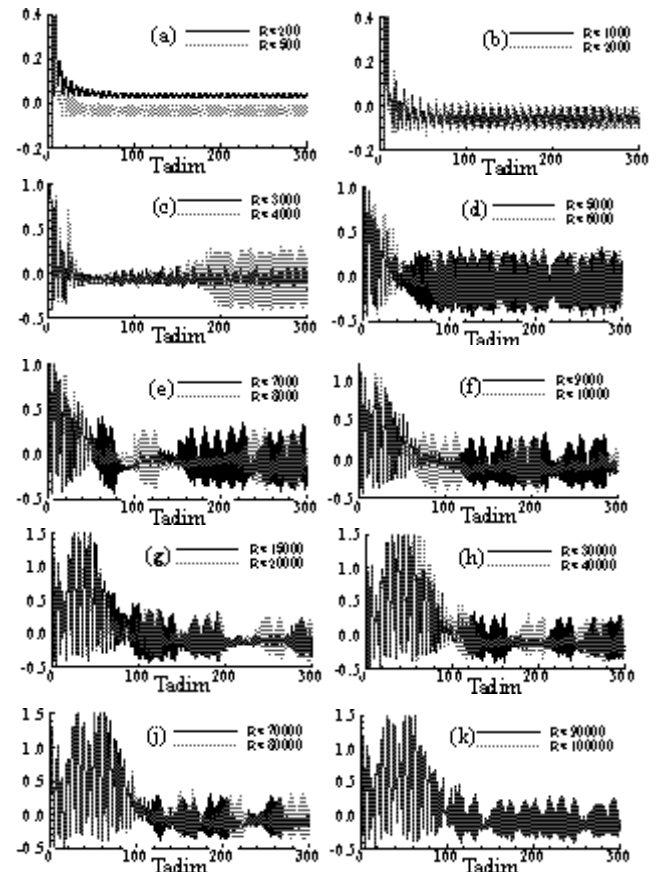 0.4
(a)
R= 200
R= 500
0.2
0.0
-0.2
100 200 300
Tadim
0.4
(b)
R= 1000
R= 2000
0.2
0.0
-0.2
100 200 300
Tadim
1.0
(c)
R= 3000
R= 4000
0.5
0.0
-0.5
100 200 300
Tadim
1.0
(d)
R= 5000
R= 6000
0.5
0.0
-0.5
100 200 300
Tadim
1.0
(e)
R= 7000
R= 8000
0.5
0.0
-0.5
100 200 300
Tadim
1.0
(f)
R= 9000
R= 10000
0.5
0.0
-0.5
100 200 300
Tadim
1.5
(g)
R= 15000
R= 20000
1.0
0.5
0.0
-0.5
100 200 300
Tadim
1.5
(h)
R= 30000
R= 40000
1.0
0.5
0.0
-0.5
100 200 300
Tadim
1.5
(j)
R= 70000
R= 80000
1.0
0.5
0.0
-0.5
100 200 300
Tadim
1.5
(k)
R= 90000
R= 100000
1.0
0.5
0.0
-0.5
100 200 300
Tadim